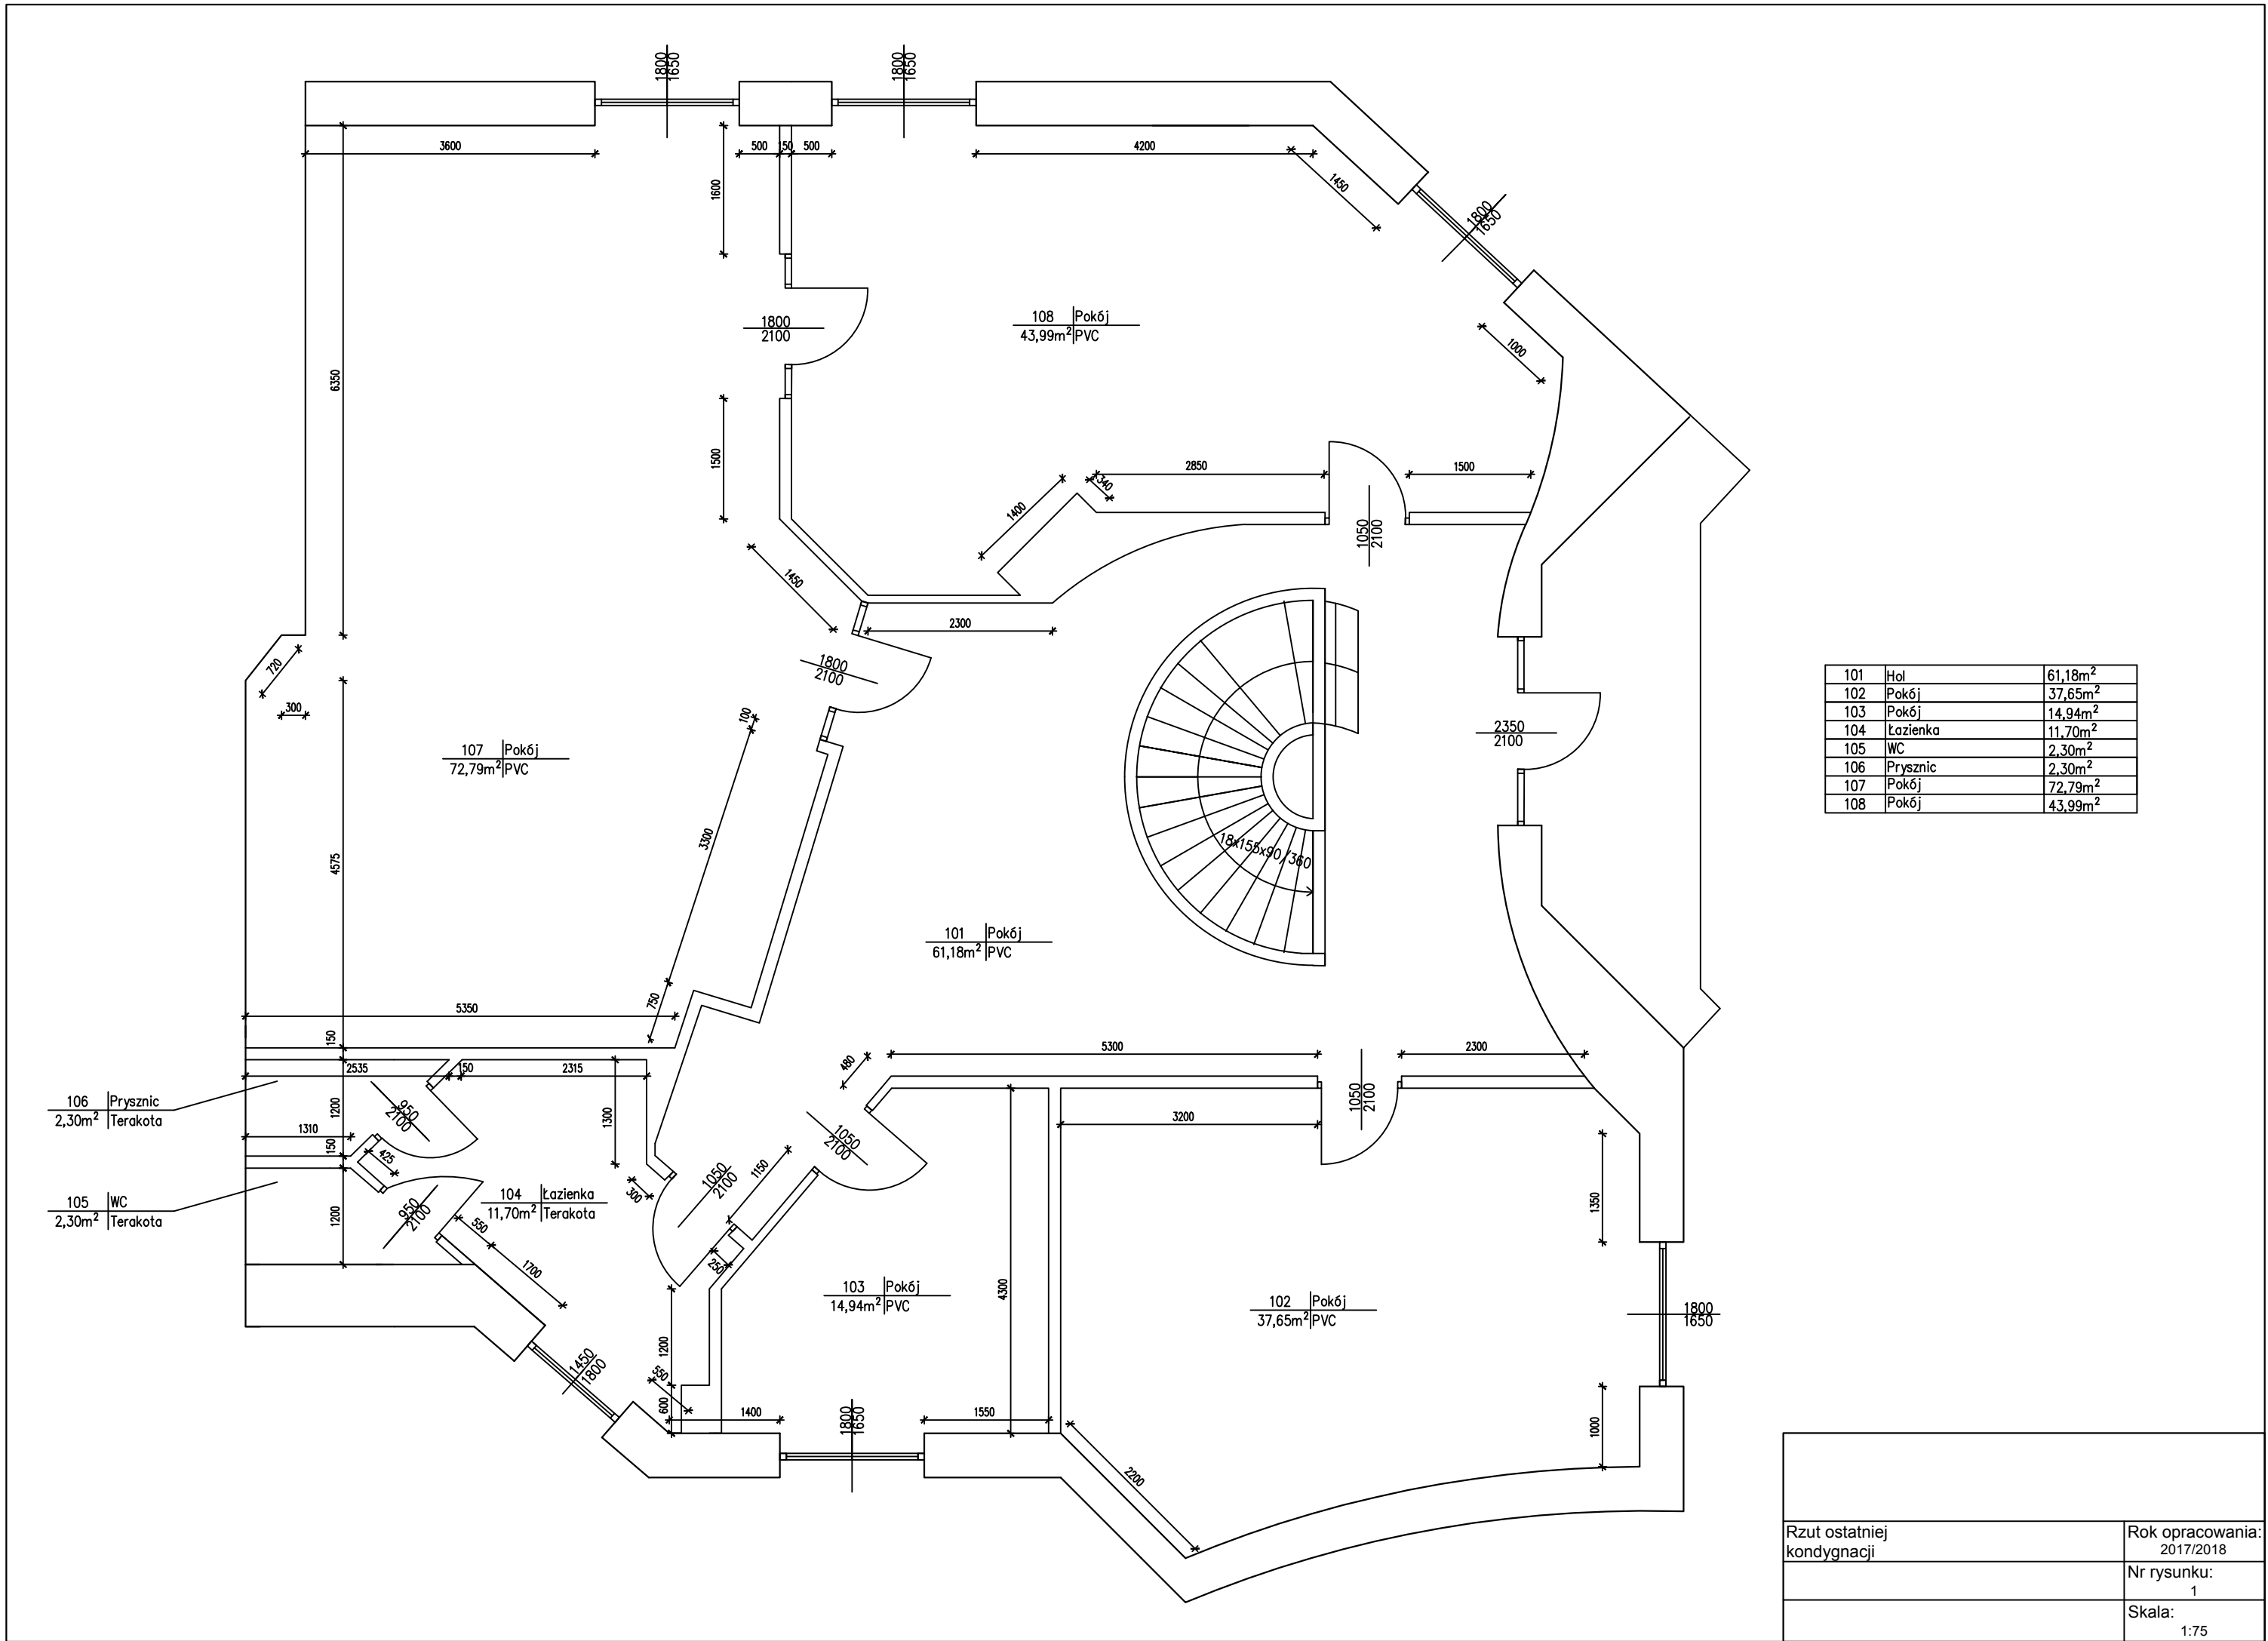 1800
1650
1800
1650
3600
500
150
500
4200
1600
1450
1800
1650
1800
2100
108 Pokój
43,99m² PVC
1000
6350
1500
2850
1500
340
1400
1050
2100
1450
2300
720
300
1800
2100
100
107 Pokój
72,79m² PVC
2350
2100
3300
4575
18x155x90/360
101 Pokój
61,18m² PVC
101 Hol 61,18m²
102 Pokój 37,65m²
103 Pokój 14,94m²
104 Łazienka 11,70m²
105 WC 2,30m²
106 Prysznic 2,30m²
107 Pokój 72,79m²
108 Pokój 43,99m²
750
5350
150
2535
150
2315
480
5300
2300
1050
2100
106 Prysznic
2,30m² Terakota
1200
950
2100
1300
3200
1310
150
425
1050
2100
1150
1050
2100
300
105 WC
2,30m² Terakota
1200
950
2100
104 Łazienka
11,70m² Terakota
1350
550
1700
250
103 Pokój
14,94m² PVC
4300
102 Pokój
37,65m² PVC
1800
1650
1450
1800
1200
550
600
1400
1800
1650
1550
1000
2200
Rzut ostatniej
kondygnacji
Rok opracowania:
2017/2018
Nr rysunku:
1
Skala:
1:75